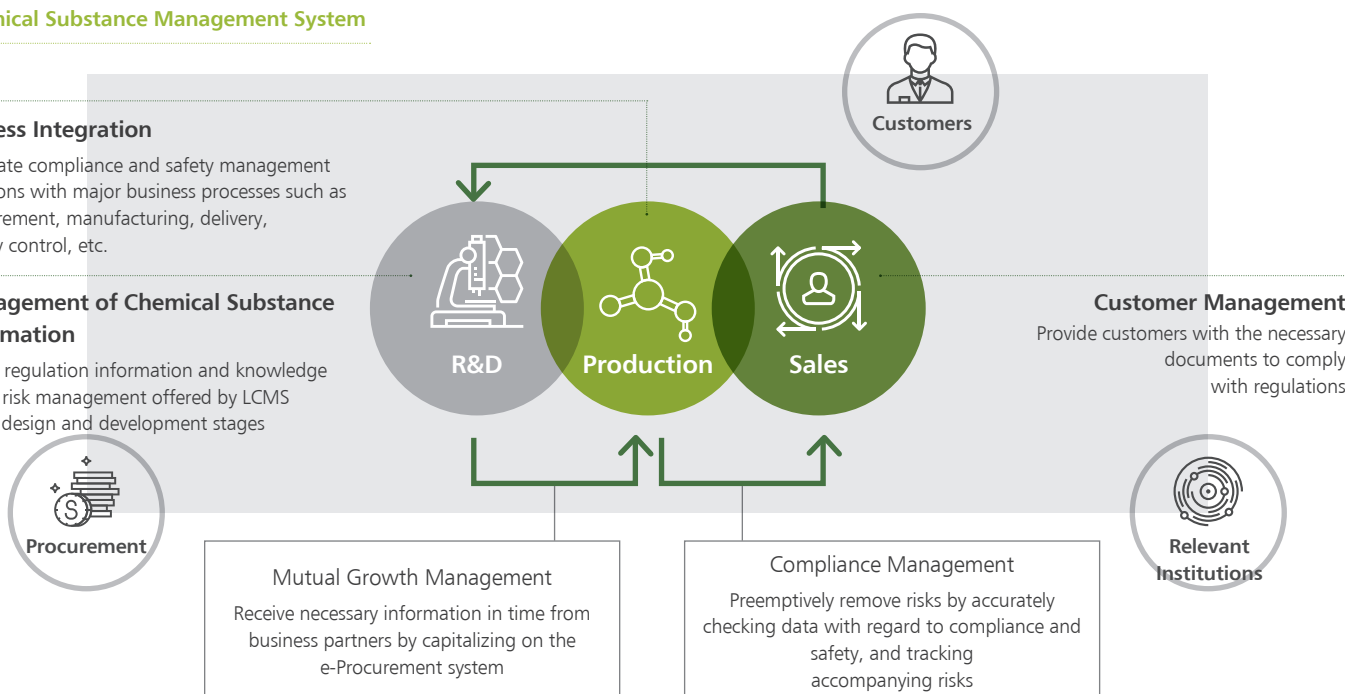 mical Substance Management System
Customers
ess Integration
ate compliance and safety management
ons with major business processes such as
rement, manufacturing, delivery,
y control, etc.
agement of Chemical Substance
mation
regulation information and knowledge
risk management offered by LCMS
design and development stages
R&D
Production
Sales
Customer Management
Provide customers with the necessary
documents to comply
with regulations
S
Procurement
Relevant
Institutions
Mutual Growth Management
Receive necessary information in time from
business partners by capitalizing on the
e-Procurement system
Compliance Management
Preemptively remove risks by accurately
checking data with regard to compliance and
safety, and tracking
accompanying risks